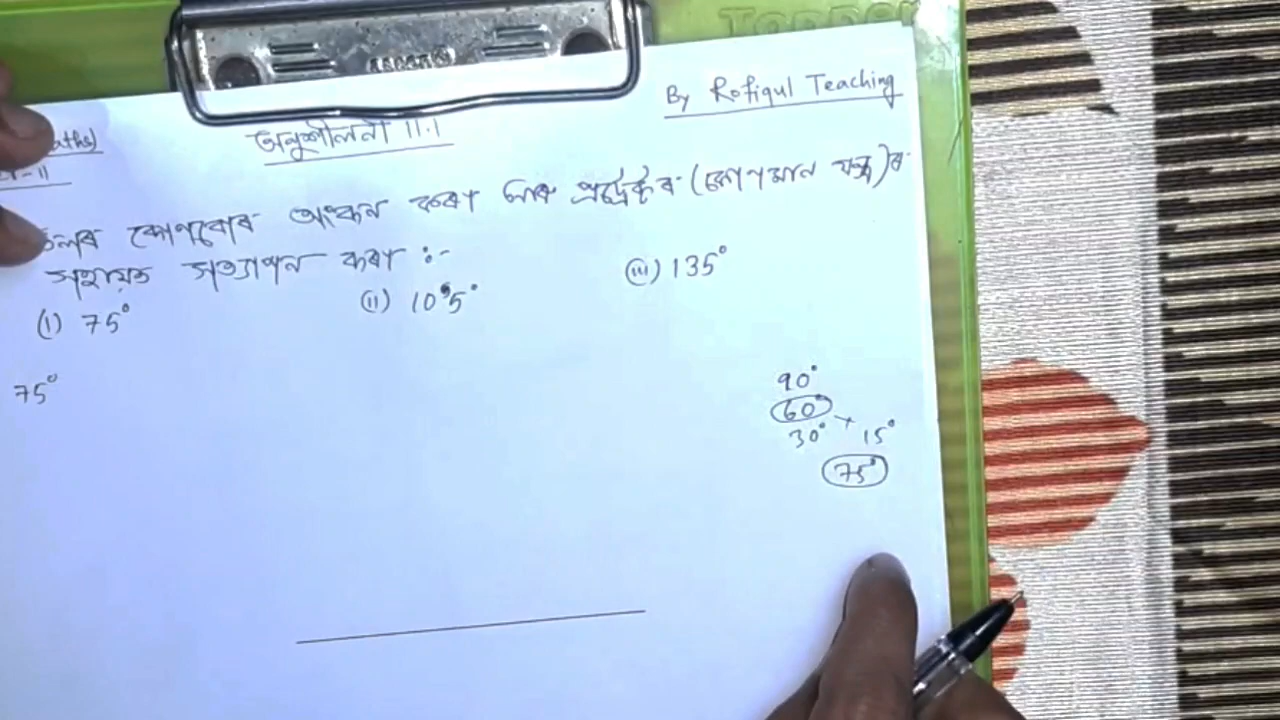 By Rofiqul Teaching
অনুশীলনী 11.1
কোণবোৰ অংকন কৰা আৰু প্ৰট্ৰেক্টৰ (কোণমান যন্ত্ৰ)ৰ
সহায়ত সত্যাপন কৰা :-
(i) 75° (ii) 105° (iii) 135°
75°
90°
60°
30° + 15°
75°